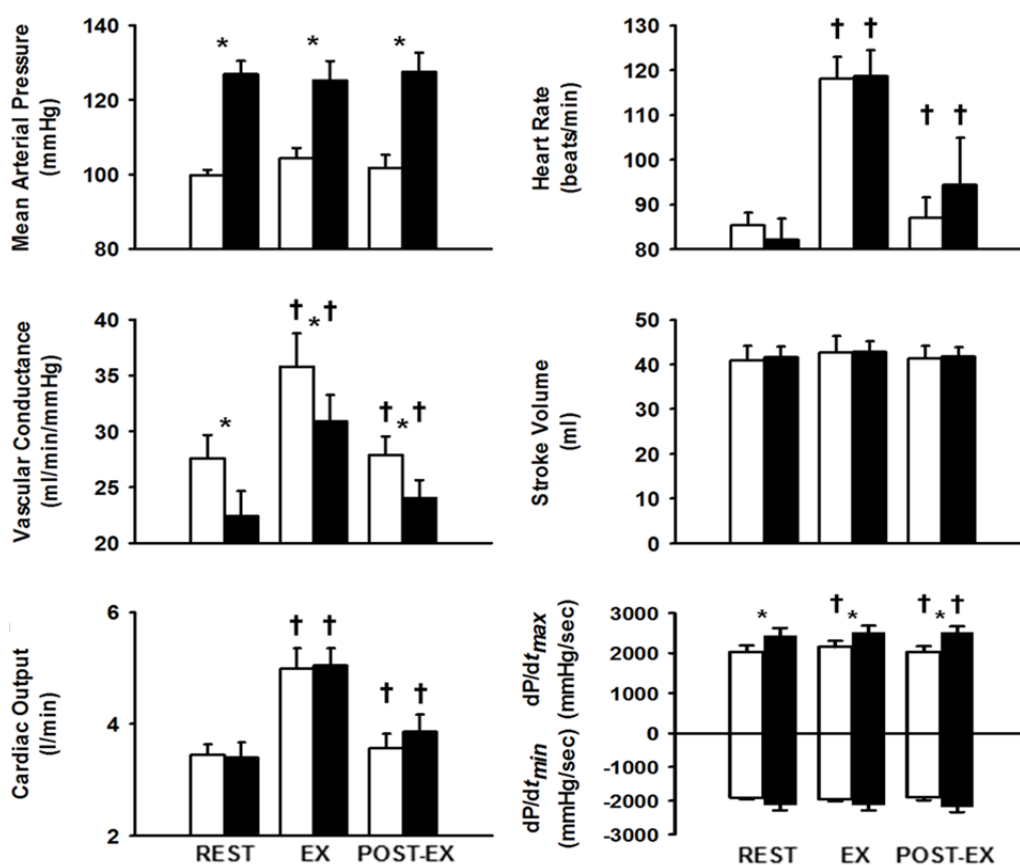 Mean Arterial Pressure
(mmHg)
140
120
100
80
*
*
*
Heart Rate
(beats/min)
130
120
110
100
90
80
† †
† †
Vascular Conductance
(ml/min/mmHg)
40
35
30
25
20
*
† * †
† * †
Stroke Volume
(ml)
50
40
30
20
10
0
Cardiac Output
(l/min)
6
4
2
† †
† †
REST EX POST-EX
dP/dtmin dP/dtmax
(mmHg/sec) (mmHg/sec)
3000
2000
1000
0
-1000
-2000
-3000
*
† *
† * †
REST EX POST-EX